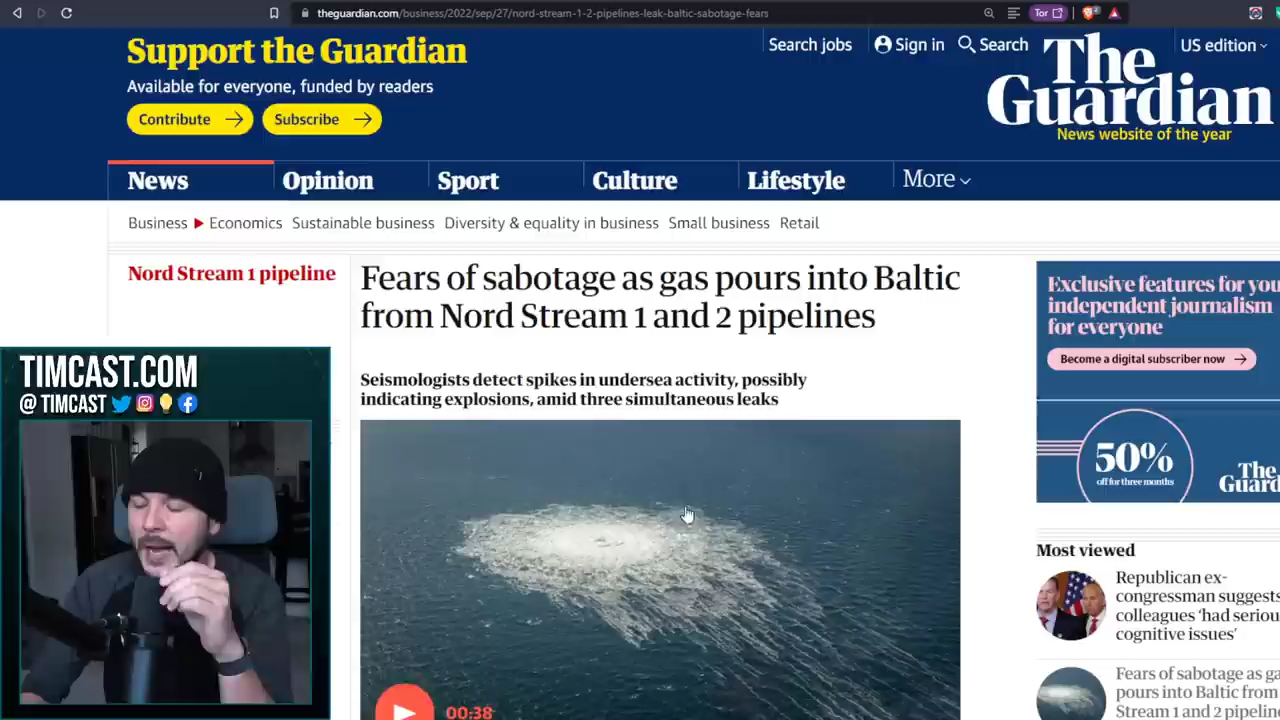 theguardian.com/business/2022/sep/27/nord-stream-1-2-pipelines-leak-baltic-sabotage-fears
Tor
Support the Guardian
Available for everyone, funded by readers
Contribute
Subscribe
Search jobs
Sign in
Search
US edition
The
Guardian
News website of the year
News
Opinion
Sport
Culture
Lifestyle
More
Business
Economics
Sustainable business
Diversity & equality in business
Small business
Retail
Nord Stream 1 pipeline
Fears of sabotage as gas pours into Baltic
from Nord Stream 1 and 2 pipelines
Seismologists detect spikes in undersea activity, possibly
indicating explosions, amid three simultaneous leaks
00:38
TIMCAST.COM
@ TIMCAST
Exclusive features for you
independent journalism
for everyone
Become a digital subscriber now
50%
off for three months
The
Guard
Most viewed
Republican ex-
congressman suggests
colleagues ‘had seriou
cognitive issues’
Fears of sabotage as ga
pours into Baltic from
Stream 1 and 2 pipeline